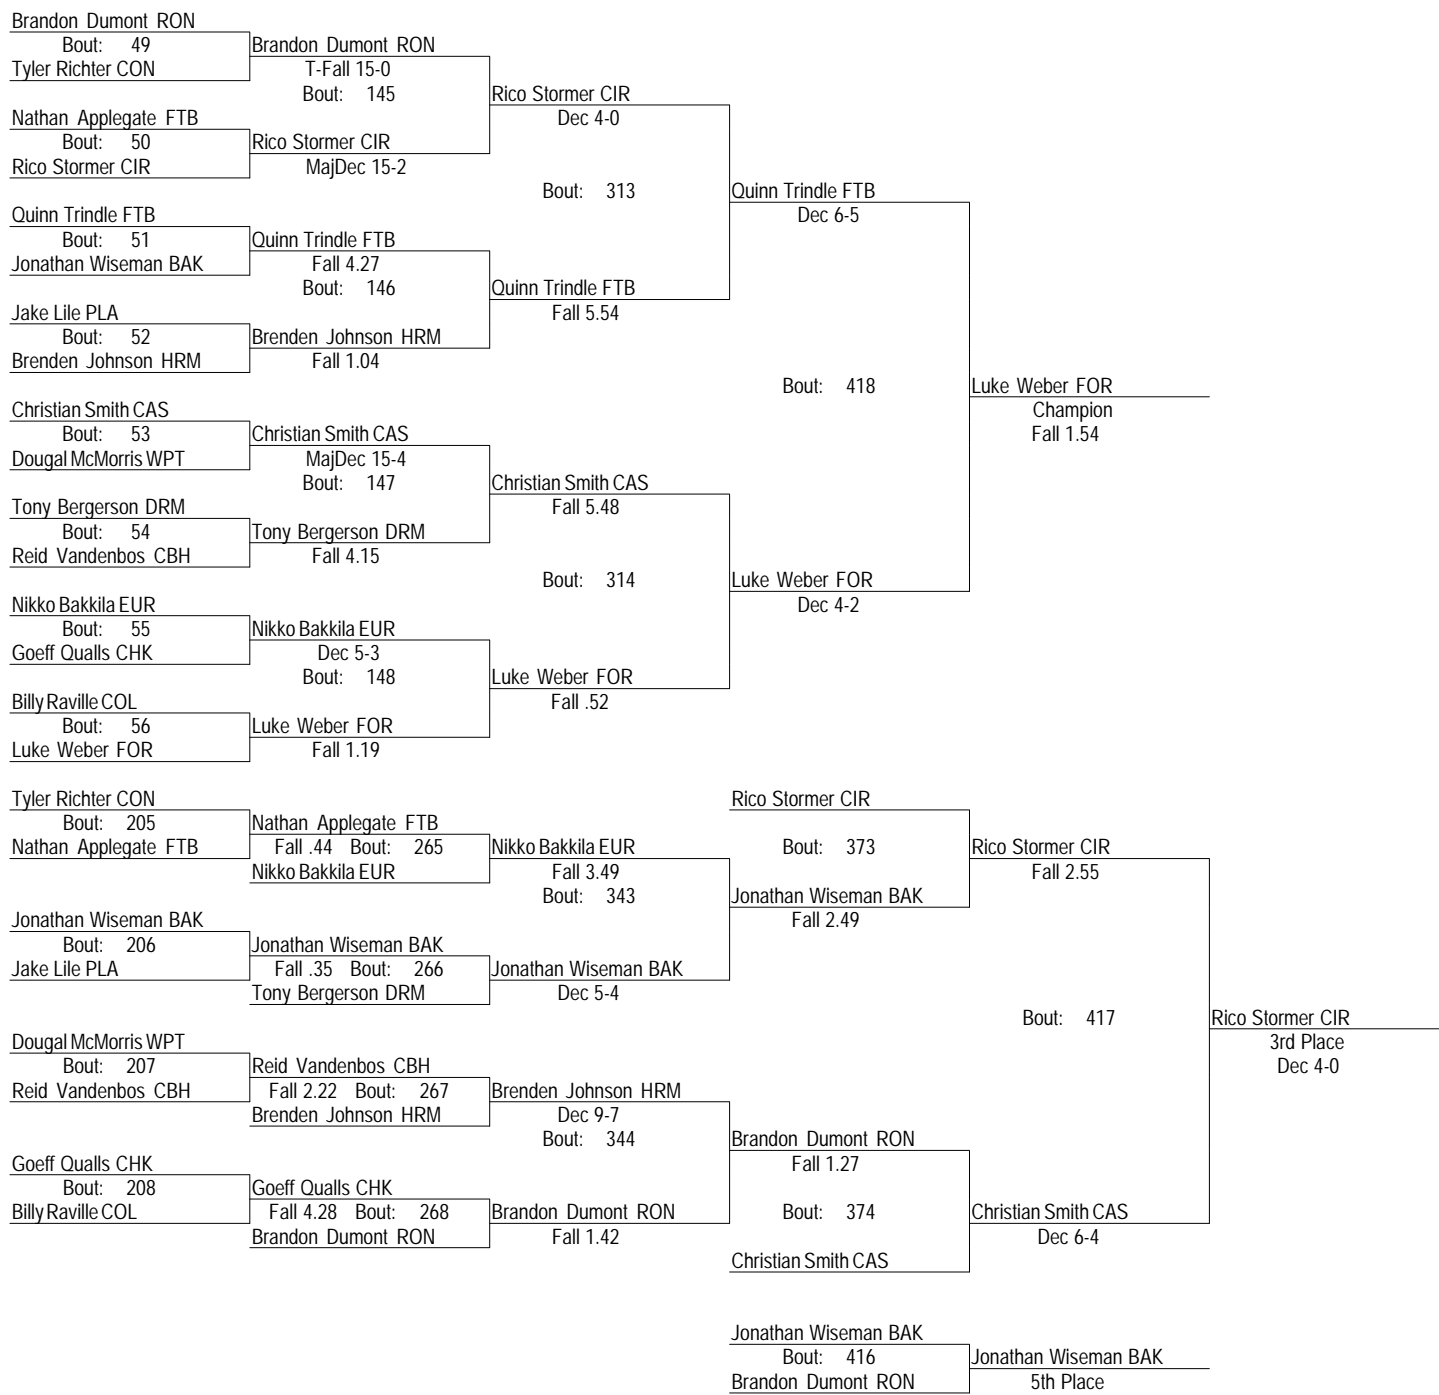 Brandon Dumont RON
Bout: 49
Brandon Dumont RON
Tyler Richter CON
T-Fall 15-0
Bout: 145
Rico Stormer CIR
Nathan Applegate FTB
Dec 4-0
Bout: 50
Rico Stormer CIR
Rico Stormer CIR
MajDec 15-2
Bout: 313
Quinn Trindle FTB
Quinn Trindle FTB
Dec 6-5
Bout: 51
Quinn Trindle FTB
Jonathan Wiseman BAK
Fall 4.27
Bout: 146
Quinn Trindle FTB
Jake Lile PLA
Fall 5.54
Bout: 52
Brenden Johnson HRM
Brenden Johnson HRM
Fall 1.04
Bout: 418
Luke Weber FOR
Christian Smith CAS
Champion
Bout: 53
Christian Smith CAS
Fall 1.54
Dougal McMorris WPT
MajDec 15-4
Bout: 147
Christian Smith CAS
Tony Bergerson DRM
Fall 5.48
Bout: 54
Tony Bergerson DRM
Reid Vandenbos CBH
Fall 4.15
Bout: 314
Luke Weber FOR
Nikko Bakkila EUR
Dec 4-2
Bout: 55
Nikko Bakkila EUR
Goeff Qualls CHK
Dec 5-3
Bout: 148
Luke Weber FOR
Billy Raville COL
Fall .52
Bout: 56
Luke Weber FOR
Luke Weber FOR
Fall 1.19
Tyler Richter CON
Rico Stormer CIR
Bout: 205
Nathan Applegate FTB
Nathan Applegate FTB
Fall .44 Bout: 265
Nikko Bakkila EUR
Bout: 373
Rico Stormer CIR
Nikko Bakkila EUR
Fall 3.49
Fall 2.55
Bout: 343
Jonathan Wiseman BAK
Jonathan Wiseman BAK
Fall 2.49
Bout: 206
Jonathan Wiseman BAK
Jake Lile PLA
Fall .35 Bout: 266
Jonathan Wiseman BAK
Tony Bergerson DRM
Dec 5-4
Bout: 417
Rico Stormer CIR
Dougal McMorris WPT
3rd Place
Bout: 207
Reid Vandenbos CBH
Dec 4-0
Reid Vandenbos CBH
Fall 2.22 Bout: 267
Brenden Johnson HRM
Brenden Johnson HRM
Dec 9-7
Bout: 344
Brandon Dumont RON
Goeff Qualls CHK
Fall 1.27
Bout: 208
Goeff Qualls CHK
Billy Raville COL
Fall 4.28 Bout: 268
Brandon Dumont RON
Bout: 374
Christian Smith CAS
Brandon Dumont RON
Fall 1.42
Dec 6-4
Christian Smith CAS
Jonathan Wiseman BAK
Bout: 416
Jonathan Wiseman BAK
Brandon Dumont RON
5th Place